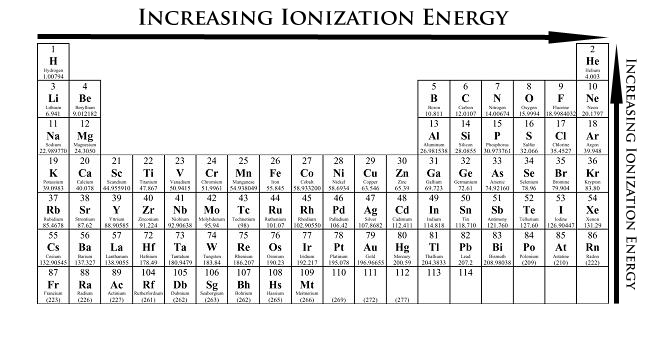 INCREASING IONIZATION ENERGY
1 2
H He
Hydrogen Helium
1.00794 4.003
3 4 5 6 7 8 9 10
Li Be B C N O F Ne
Lithium Beryllium Boron Carbon Nitrogen Oxygen Fluorine Neon
6.941 9.012182 10.811 12.0107 14.00674 15.9994 18.9984032 20.1797
11 12 13 14 15 16 17 18
Na Mg Al Si P S Cl Ar
Sodium Magnesium Aluminum Silicon Phosphorus Chlorine Argon
22.989770 24.3050 26.981538 28.0855 30.973761 32.066 35.4527 39.948
19 20 21 22 23 24 25 26 27 28 29 30 31 32 33 34 35 36
K Ca Sc Ti V Cr Mn Fe Co Ni Cu Zn Ga Ge As Se Br Kr
Potassium Calcium Scandium Titanium Vanadium Chromium Manganese Iron Cobalt Nickel Copper Zinc Gallium Germanium Arsenic Selenium Bromine Krypton
39.0983 40.078 44.955910 47.867 50.9415 51.9961 54.938049 55.845 58.933200 58.6934 63.546 65.39 69.723 72.61 74.92160 78.96 79.904 83.80
37 38 39 40 41 42 43 44 45 46 47 48 49 50 51 52 53 54
Rb Sr Y Zr Nb Mo Tc Ru Rh Pd Ag Cd In Sn Sb Te I Xe
Rubidium Strontium Yttrium Zirconium Niobium Molybdenum Technetium Ruthenium Rhodium Palladium Silver Cadmium Indium Tin Antimony Tellurium Iodine Xenon
85.4678 87.62 88.90585 91.224 92.90638 95.94 (98) 101.07 102.90550 106.42 107.8682 112.411 114.818 118.710 121.760 127.60 126.90447 131.29
55 56 57 72 73 74 75 76 77 78 79 80 81 82 83 84 85 86
Cs Ba La Hf Ta W Re Os Ir Pt Au Hg Tl Pb Bi Po At Rn
Cesium Barium Lanthanum Hafnium Tantalum Tungsten Rhenium Osmium Iridium Platinum Gold Mercury Thallium Lead Bismuth Polonium Astatine Radon
132.90545 137.327 138.9055 178.49 180.9479 183.84 186.207 190.23 192.217 195.078 196.96655 200.59 204.3833 207.2 208.98038 (209) (210) (222)
87 88 89 104 105 106 107 108 109 110 111 112 113 114
Fr Ra Ac Rf Db Sg Bh Hs Mt
Francium Radium Actinium Rutherfordium Dubnium Seaborgium Bohrium Hassium Meitnerium
(223) (226) (227) (261) (262) (263) (262) (265) (266) (269) (272) (277)
INCREASING IONIZATION ENERGY